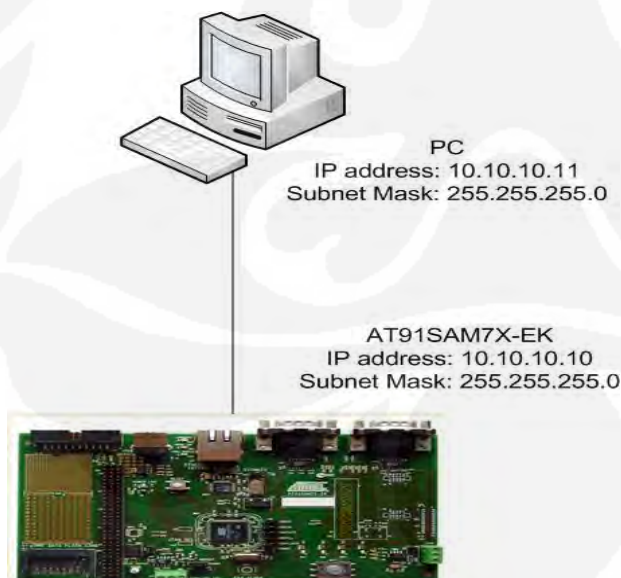 PC
IP address: 10.10.10.11
Subnet Mask: 255.255.255.0
AT91SAM7X-EK
IP address: 10.10.10.10
Subnet Mask: 255.255.255.0
ATMEL